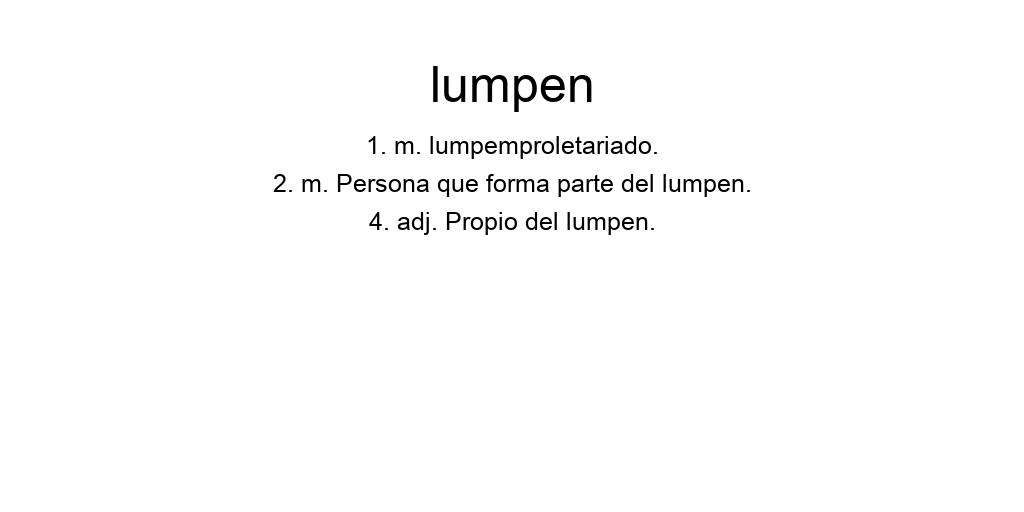 lumpen
1. m. lumpemproletariado.
2. m. Persona que forma parte del lumpen.
4. adj. Propio del lumpen.